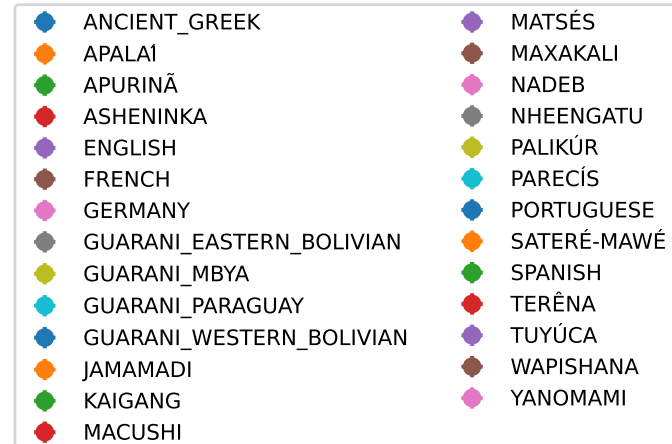 ANCIENT_GREEK
APALAÍ
APURINÃ
ASHENINKA
ENGLISH
FRENCH
GERMANY
GUARANI_EASTERN_BOLIVIAN
GUARANI_MBYA
GUARANI_PARAGUAY
GUARANI_WESTERN_BOLIVIAN
JAMAMADI
KAIGANG
MACUSHI
MATSÉS
MAXAKALI
NADEB
NHEENGATU
PALIKÚR
PARECÍS
PORTUGUESE
SATERÉ-MAWÉ
SPANISH
TERÊNA
TUYÚCA
WAPISHANA
YANOMAMI